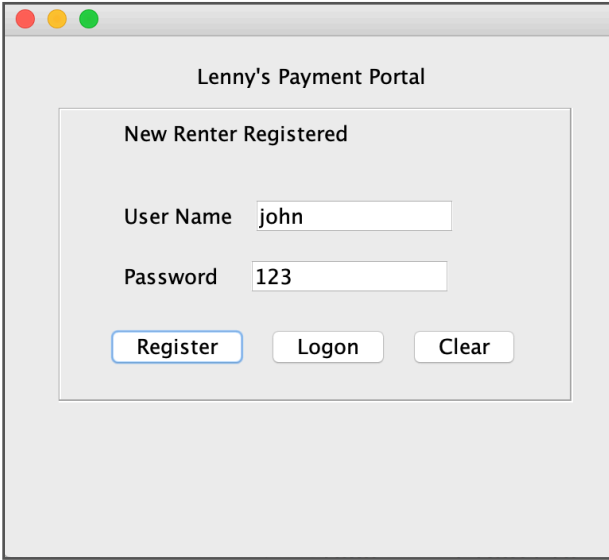 Lenny's Payment Portal
New Renter Registered
User Name john
Password 123
Register Logon Clear